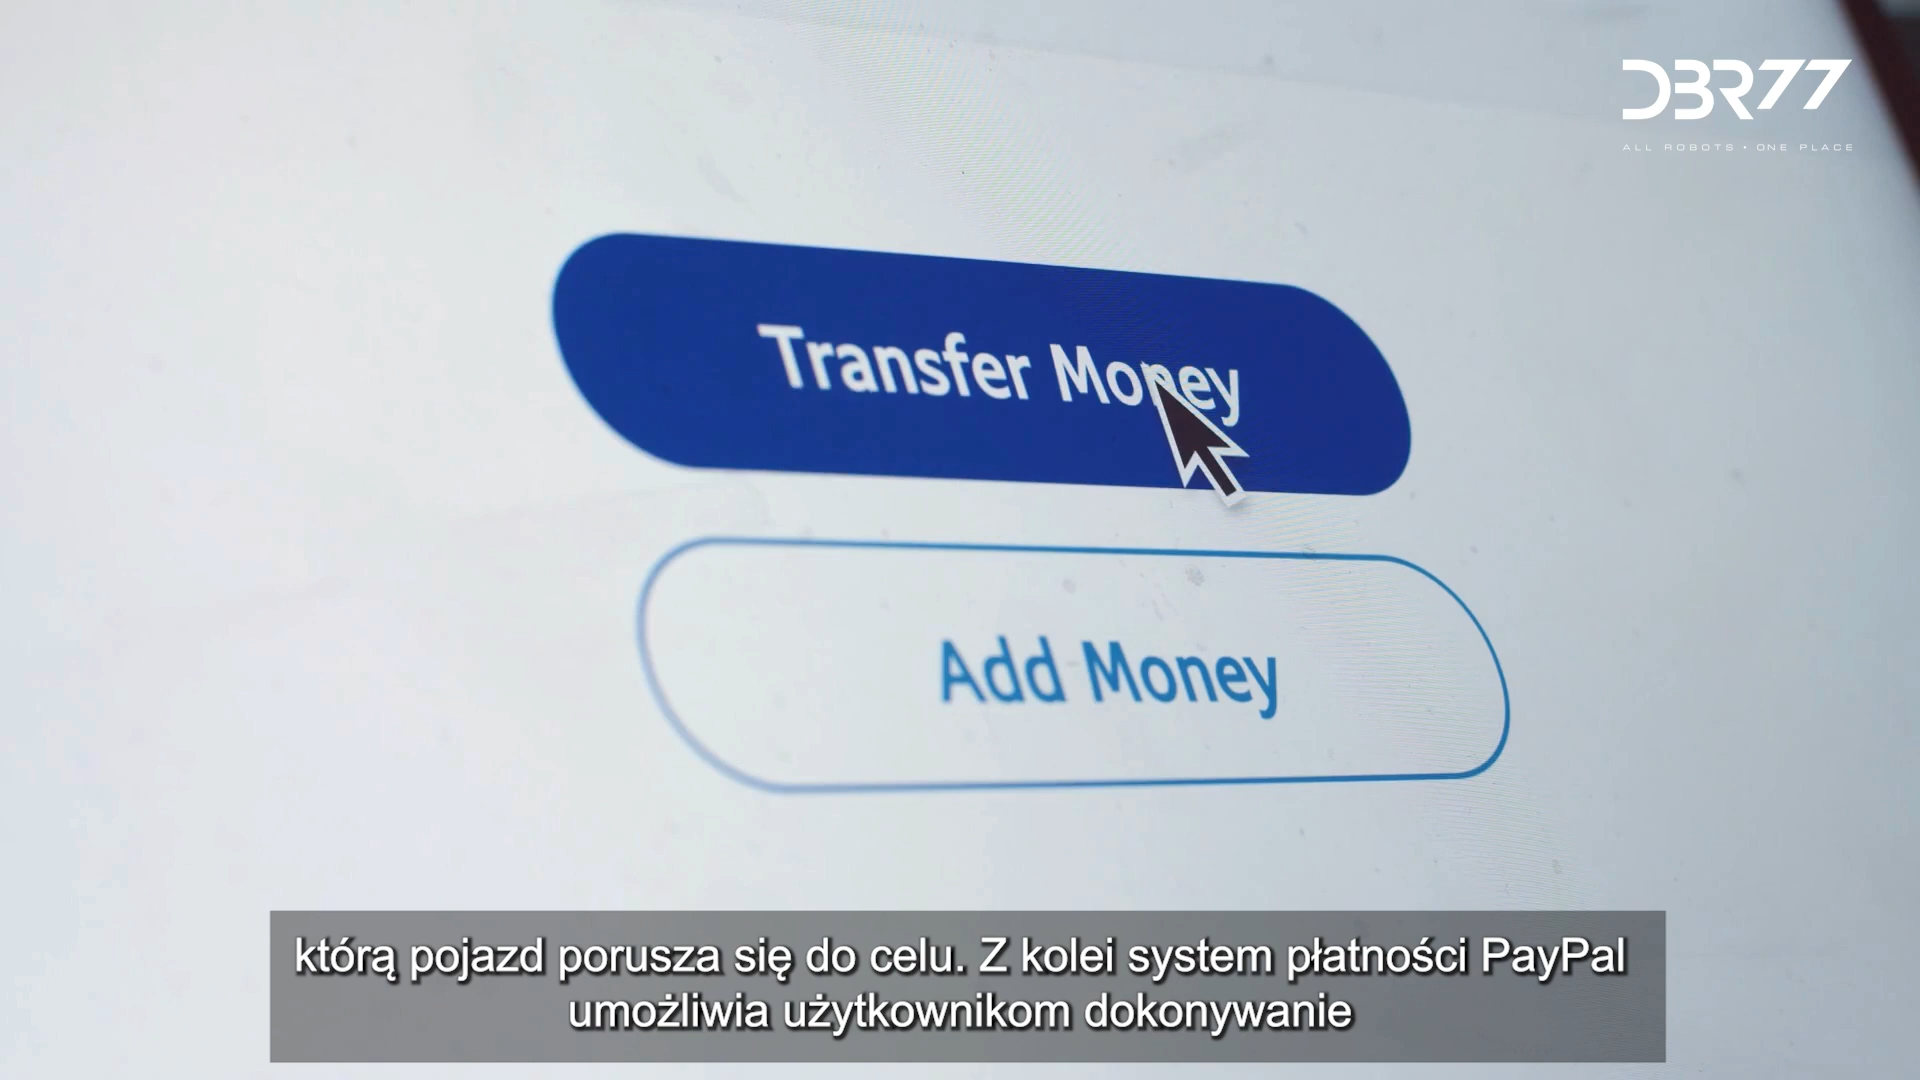 DBR77
ALL ROBOTS • ONE PLACE
Transfer Money
Add Money
którą pojazd porusza się do celu. Z kolei system płatności PayPal
umożliwia użytkownikom dokonywanie